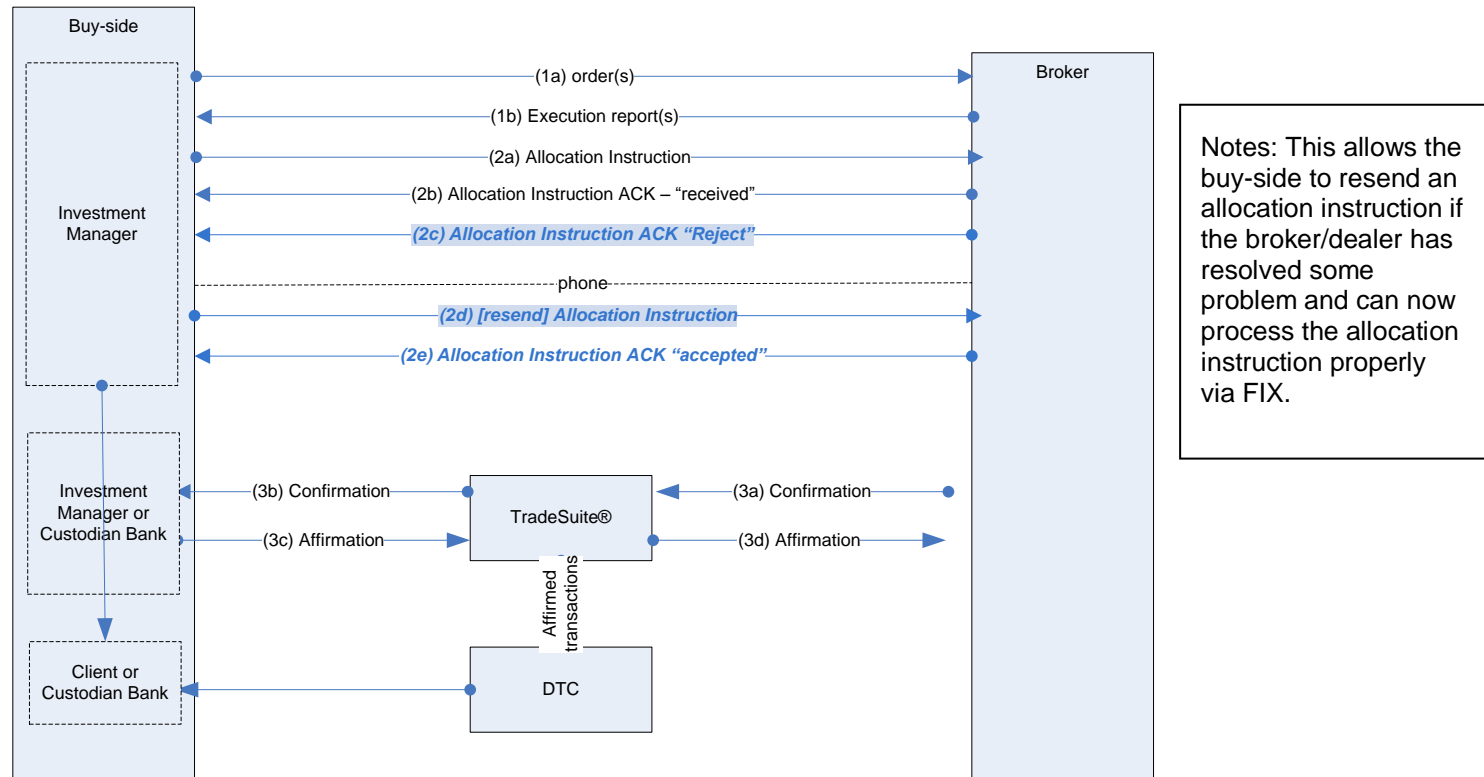 Buy-side
Broker
(1a) order(s)
(1b) Execution report(s)
(2a) Allocation Instruction
(2b) Allocation Instruction ACK – “received”
Investment
Manager
(2c) Allocation Instruction ACK “Reject”
phone
(2d) [resend] Allocation Instruction
(2e) Allocation Instruction ACK “accepted”
Notes: This allows the
buy-side to resend an
allocation instruction if
the broker/dealer has
resolved some
problem and can now
process the allocation
instruction properly
via FIX.
Investment
Manager or
Custodian Bank
(3b) Confirmation
(3a) Confirmation
TradeSuite®
(3c) Affirmation
(3d) Affirmation
Affirmed
transactions
Client or
Custodian Bank
DTC